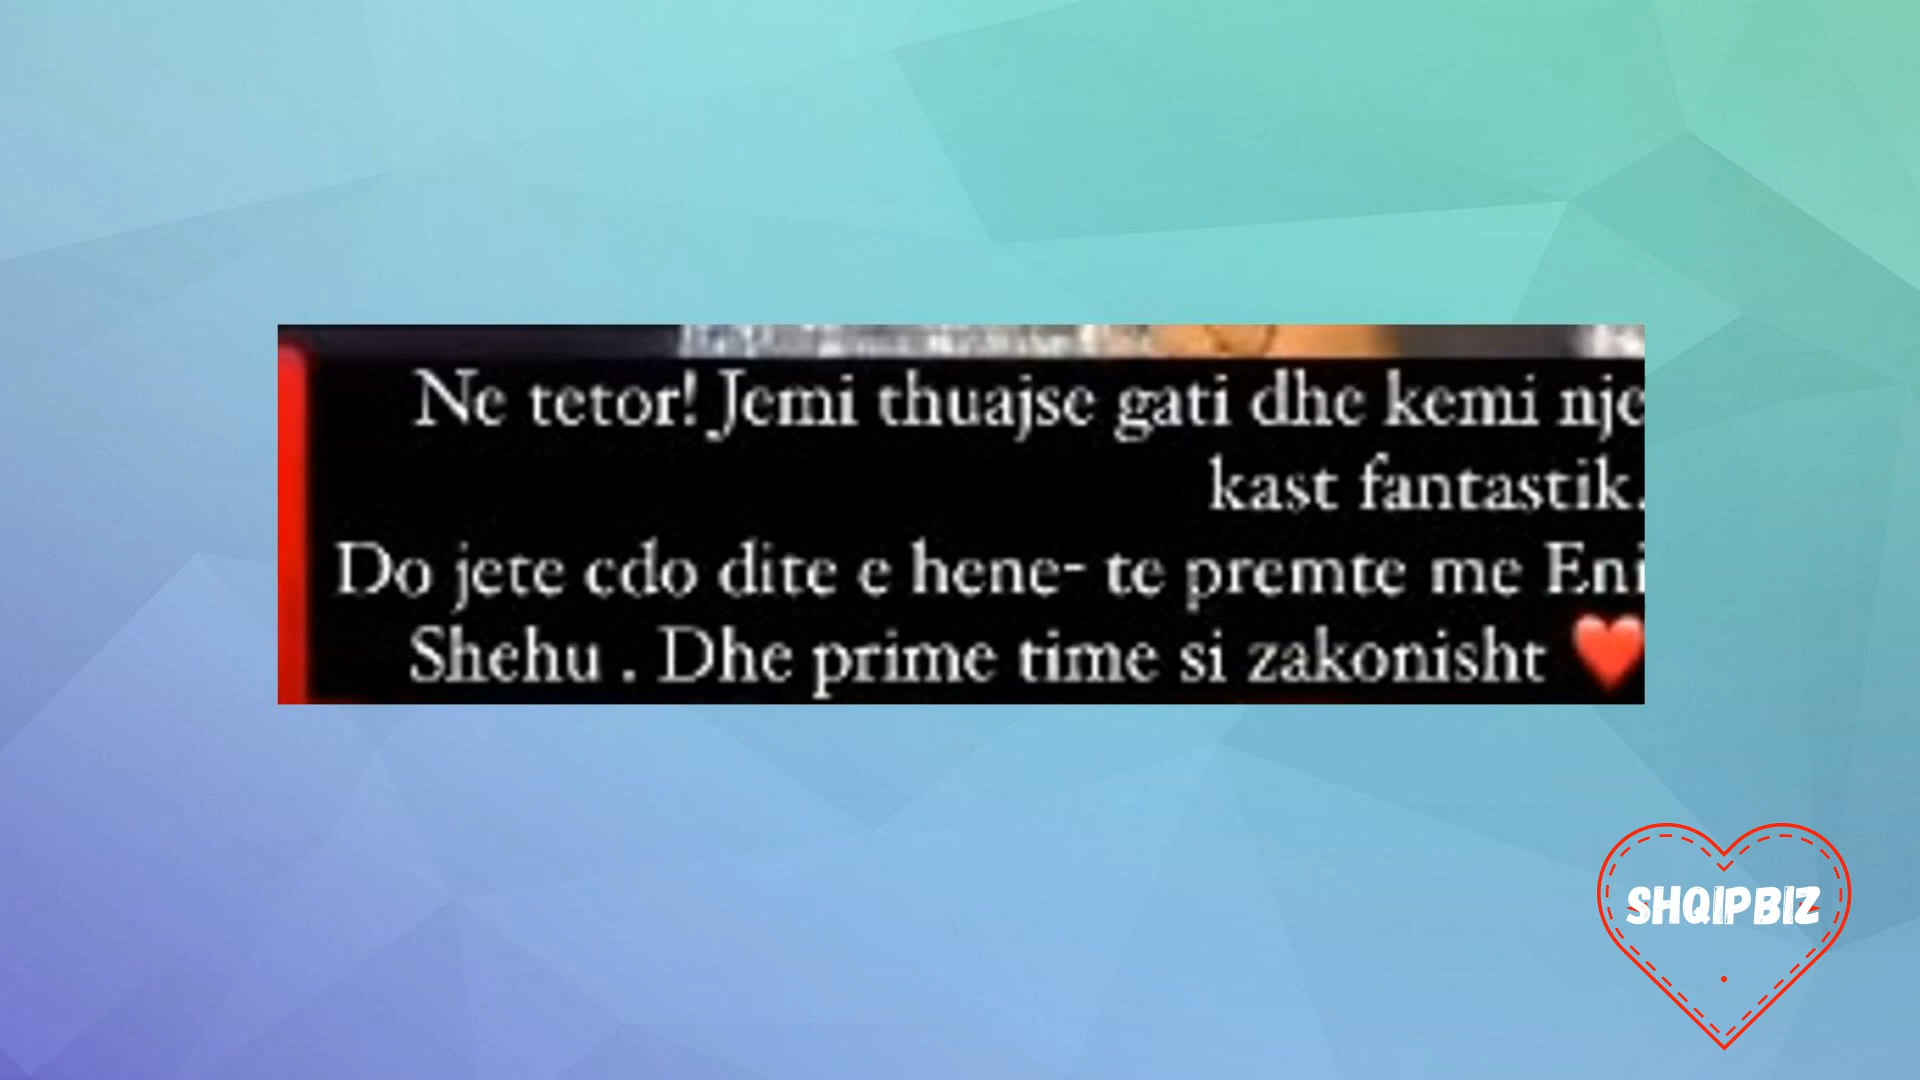 Ne tetor! Jemi thuajse gati dhe kemi nje
kast fantastik.
Do jete cdo dite e hene- te premte me Eni
Shehu . Dhe prime time si zakonisht ❤️
SHQIPBIZ